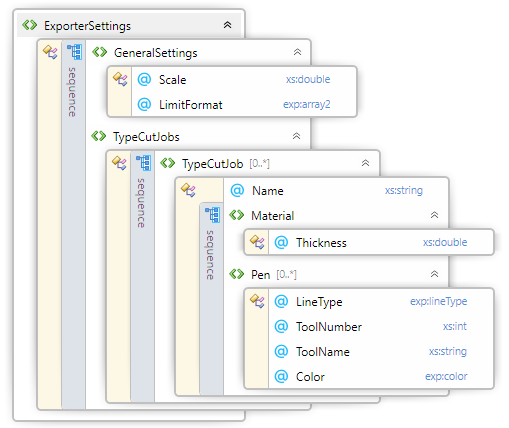 ExporterSettings
sequence
GeneralSettings
@ Scale xs:double
@ LimitFormat exp:array2
TypeCutJobs
sequence
TypeCutJob [0..*]
@ Name xs:string
sequence
Material
@ Thickness xs:double
Pen [0..*]
@ LineType exp:lineType
@ ToolNumber xs:int
@ ToolName xs:string
@ Color exp:color